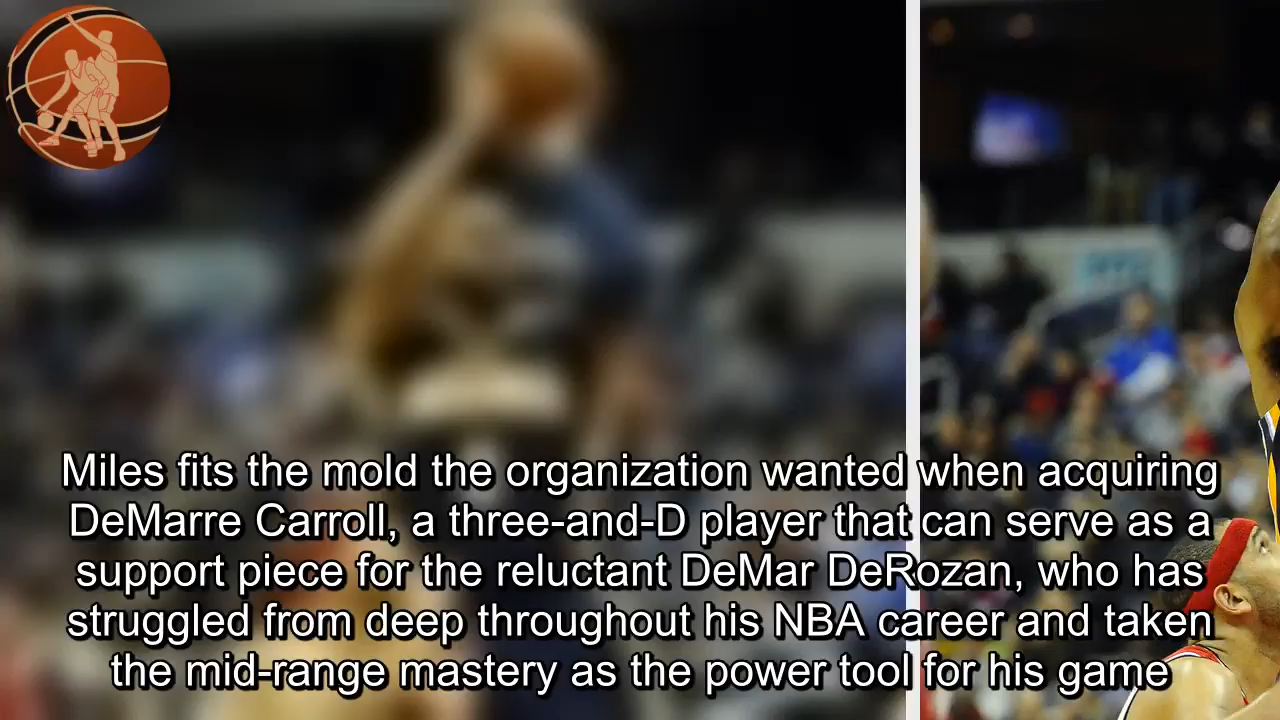 Miles fits the mold the organization wanted when acquiring
DeMarre Carroll, a three-and-D player that can serve as a
support piece for the reluctant DeMar DeRozan, who has
struggled from deep throughout his NBA career and taken
the mid-range mastery as the power tool for his game